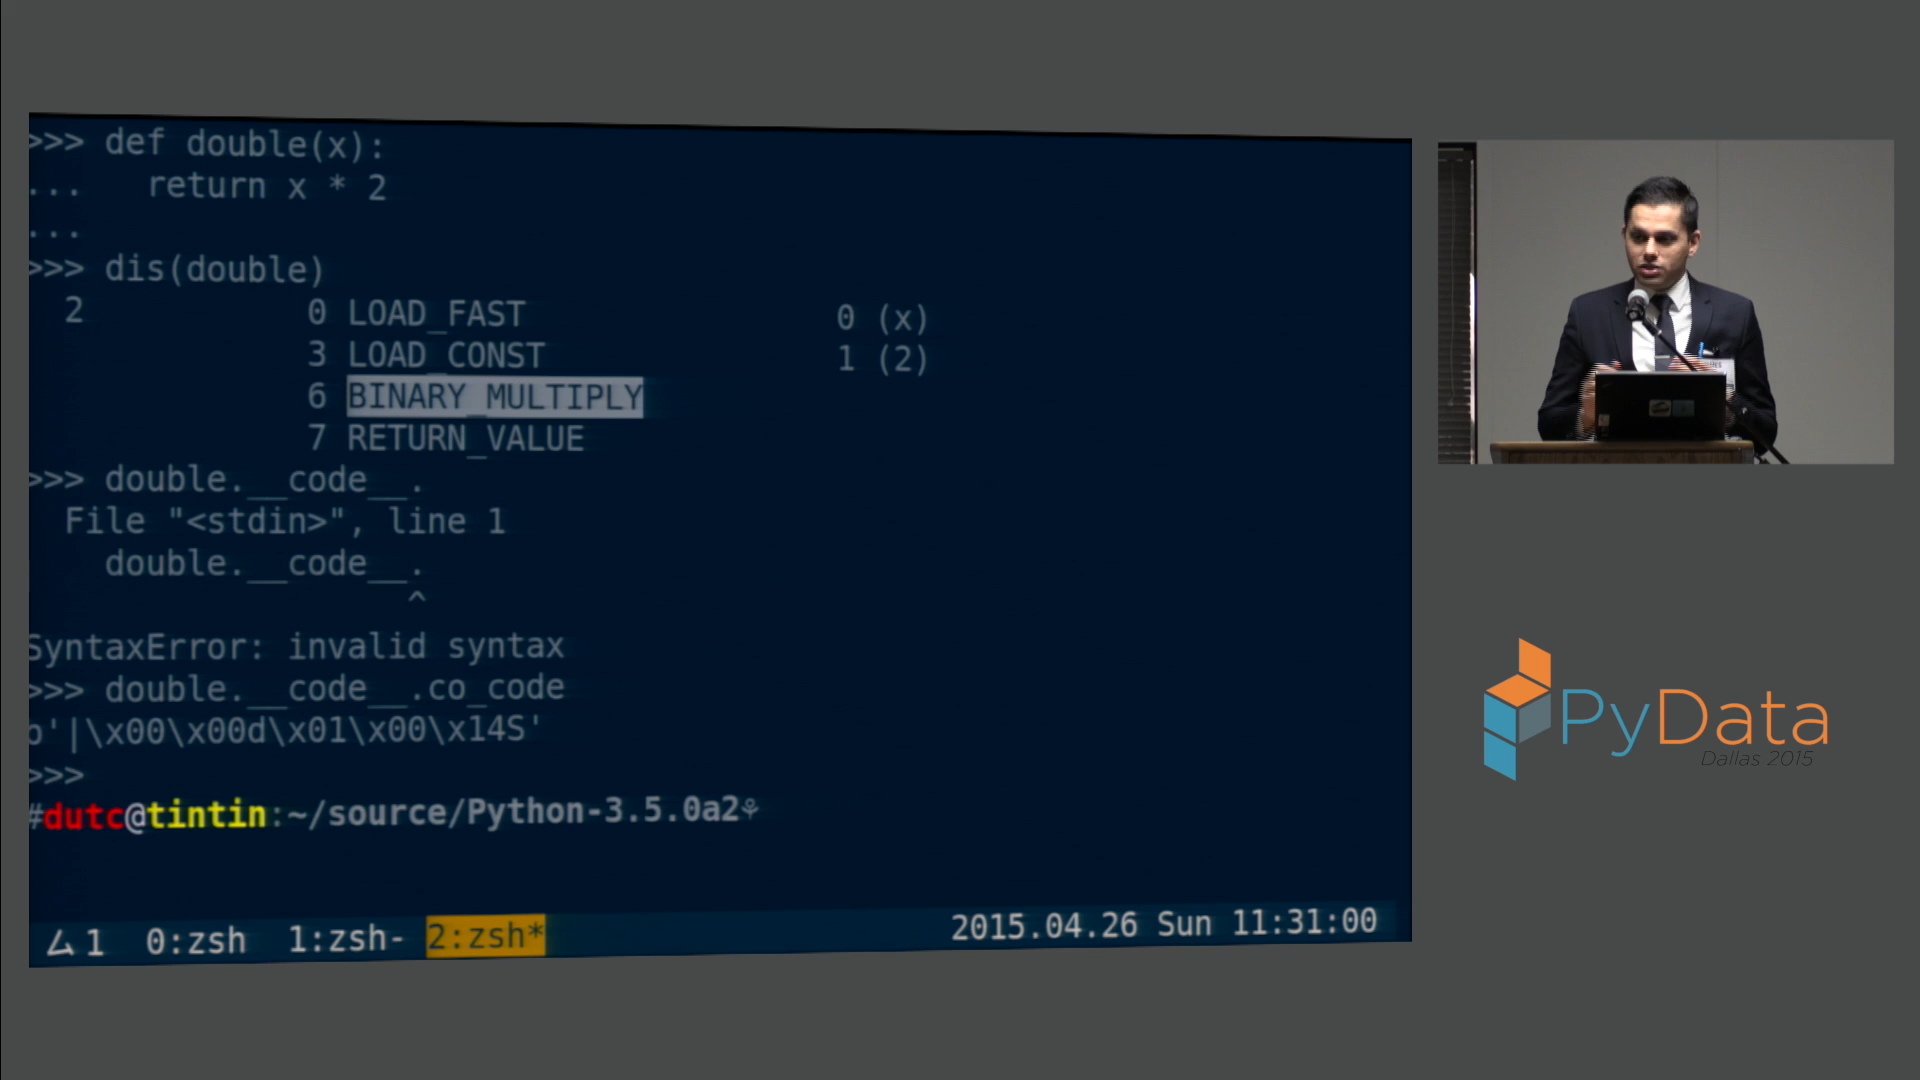 >>> def double(x):
...   return x * 2
...
>>> dis(double)
2 0 LOAD_FAST 0 (x)
3 LOAD_CONST 1 (2)
6 BINARY_MULTIPLY
7 RETURN_VALUE
>>> double.__code__.
File "<stdin>", line 1
double.__code__.
^
SyntaxError: invalid syntax
>>> double.__code__.co_code
b'|\x00\x00d\x01\x00\x14S'
>>>
#dutc@tintin:~/source/Python-3.5.0a2
1 0:zsh 1:zsh- 2:zsh* 2015.04.26 Sun 11:31:00
PyData
Dallas 2015